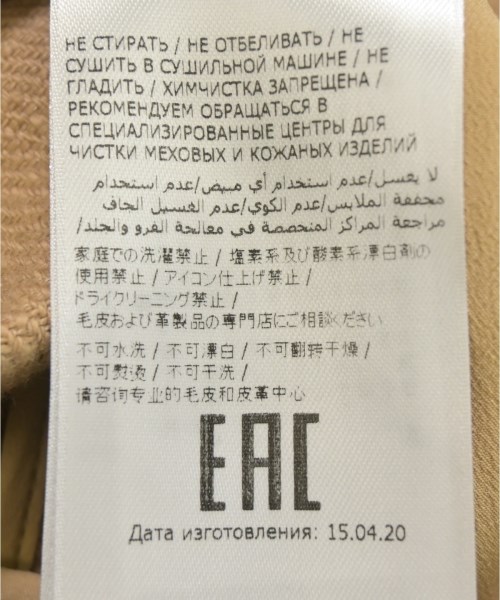 НЕ СТИРАТЬ / НЕ ОТБЕЛИВАТЬ / НЕ
СУШИТЬ В СУШИЛЬНОЙ МАШИНЕ / НЕ
ГЛАДИТЬ / ХИМЧИСТКА ЗАПРЕЩЕНА /
РЕКОМЕНДУЕМ ОБРАЩАТЬСЯ В
СПЕЦИАЛИЗИРОВАННЫЕ ЦЕНТРЫ ДЛЯ
ЧИСТКИ МЕХОВЫХ И КОЖАНЫХ ИЗДЕЛИЙ
لا يغسل/عدم استخدام أي مبيض/عدم استخدام
مجففة الملابس/عدم الكوي/عدم الغسيل الجاف
مراجعة المراكز المتخصصة في معالجة الفرو والجلد/
家庭での洗濯禁止 / 塩素系及び酸素系漂白剤の
使用禁止 / アイロン仕上げ禁止 /
ドライクリーニング禁止 /
毛皮および革製品の専門店にご相談ください
不可水洗 / 不可漂白 / 不可翻转干燥 /
不可熨烫 / 不可干洗 /
请咨询专业的毛皮和皮革中心
EAC
Дата изготовления: 15.04.20